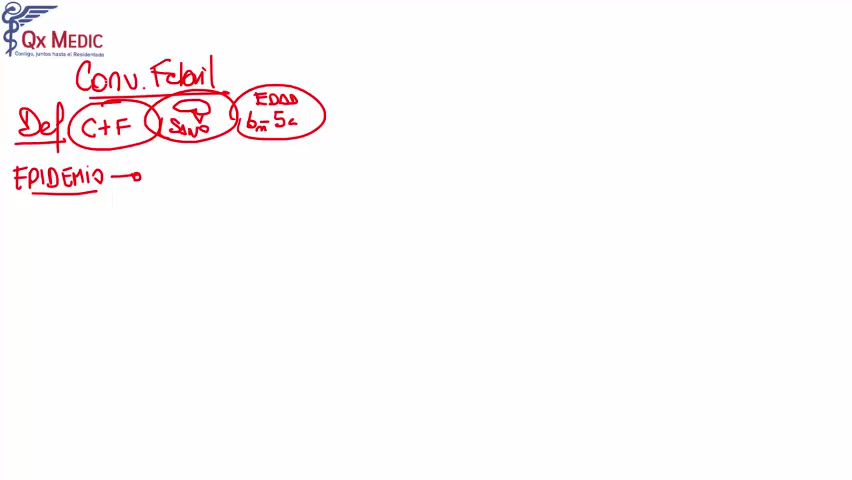 Qx MEDIC
Contigo, juntos hasta el Residentado
Conv. Febril
Def C+F SANO EDAD
6m-5a
EPIDEMIO